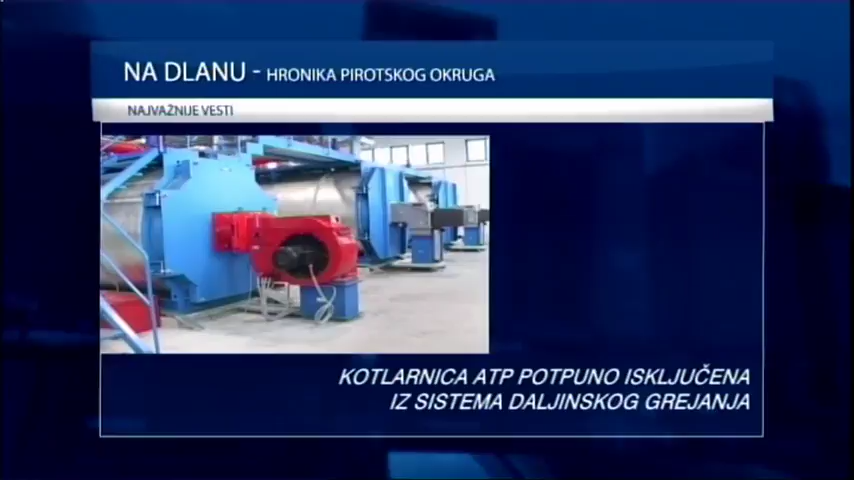 NA DLANU - HRONIKA PIROTSKOG OKRUGA
NAJVAŽNIJE VESTI
KOTLARNICA ATP POTPUNO ISKLJUČENA
IZ SISTEMA DALJINSKOG GREJANJA